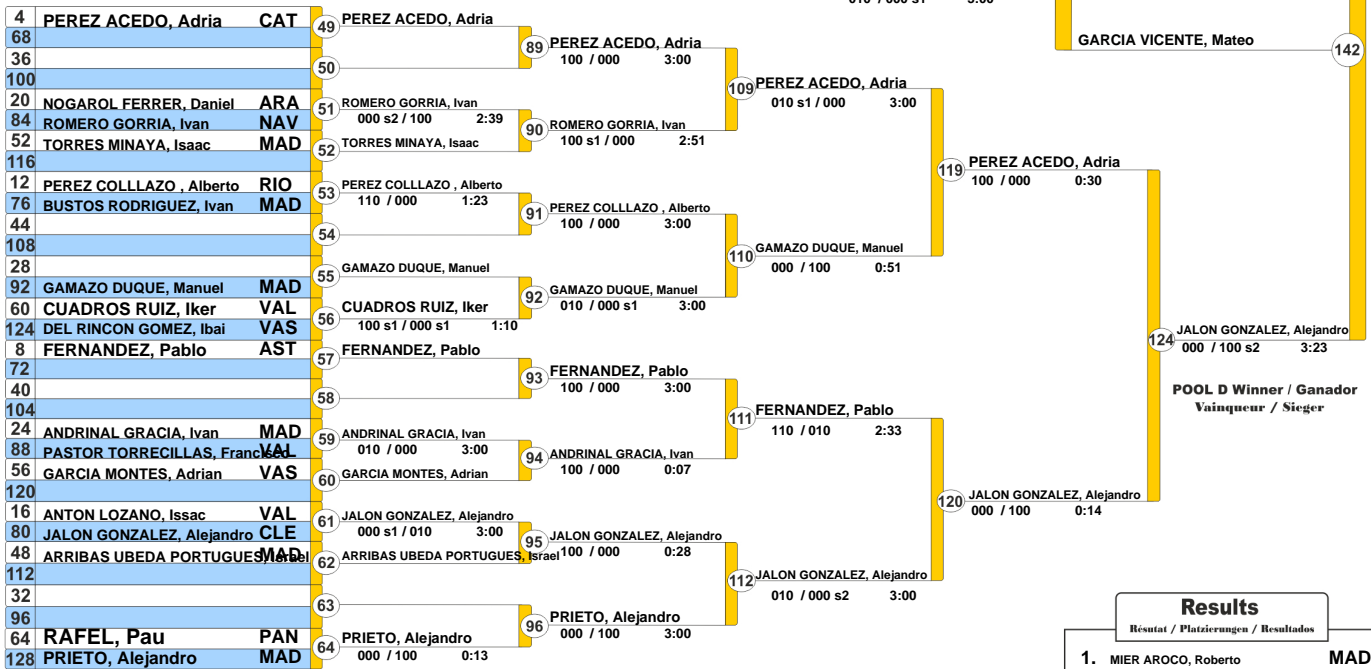 010 / 000 s1 3:00
GARCIA VICENTE, Mateo
142
4 PEREZ ACEDO, Adria CAT
68
36
100
20 NOGAROL FERRER, Daniel ARA
84 ROMERO GORRIA, Ivan NAV
52 TORRES MINAYA, Isaac MAD
116
12 PEREZ COLLLAZO , Alberto RIO
76 BUSTOS RODRIGUEZ, Ivan MAD
44
108
28
92 GAMAZO DUQUE, Manuel MAD
60 CUADROS RUIZ, Iker VAL
124 DEL RINCON GOMEZ, Ibai VAS
8 FERNANDEZ, Pablo AST
72
40
104
24 ANDRINAL GRACIA, Ivan MAD
88 PASTOR TORRECILLAS, Francisco VAL
56 GARCIA MONTES, Adrian VAS
120
16 ANTON LOZANO, Issac VAL
80 JALON GONZALEZ, Alejandro CLE
48 ARRIBAS UBEDA PORTUGUES, Israel MAD
112
32
96
64 RAFEL, Pau PAN
128 PRIETO, Alejandro MAD
49 PEREZ ACEDO, Adria
50
51 ROMERO GORRIA, Ivan
000 s2 / 100 2:39
52 TORRES MINAYA, Isaac
53 PEREZ COLLLAZO , Alberto
110 / 000 1:23
54
55 GAMAZO DUQUE, Manuel
56 CUADROS RUIZ, Iker
100 s1 / 000 s1 1:10
57 FERNANDEZ, Pablo
58
59 ANDRINAL GRACIA, Ivan
010 / 000 3:00
60 GARCIA MONTES, Adrian
61 JALON GONZALEZ, Alejandro
000 s1 / 010 3:00
62 ARRIBAS UBEDA PORTUGUES, Israel
63
64 PRIETO, Alejandro
000 / 100 0:13
89 PEREZ ACEDO, Adria
100 / 000 3:00
90 ROMERO GORRIA, Ivan
100 s1 / 000 2:51
91 PEREZ COLLLAZO , Alberto
100 / 000 3:00
92 GAMAZO DUQUE, Manuel
010 / 000 s1 3:00
93 FERNANDEZ, Pablo
100 / 000 3:00
94 ANDRINAL GRACIA, Ivan
100 / 000 0:07
95 JALON GONZALEZ, Alejandro
100 / 000 0:28
96 PRIETO, Alejandro
000 / 100 3:00
109 PEREZ ACEDO, Adria
010 s1 / 000 3:00
110 GAMAZO DUQUE, Manuel
000 / 100 0:51
111 FERNANDEZ, Pablo
110 / 010 2:33
112 JALON GONZALEZ, Alejandro
010 / 000 s2 3:00
119 PEREZ ACEDO, Adria
100 / 000 0:30
120 JALON GONZALEZ, Alejandro
000 / 100 0:14
124 JALON GONZALEZ, Alejandro
000 / 100 s2 3:23
POOL D Winner / Ganador
Vainqueur / Sieger
Results
Résutat / Platzierungen / Resultados
1. MIER AROCO, Roberto MAD